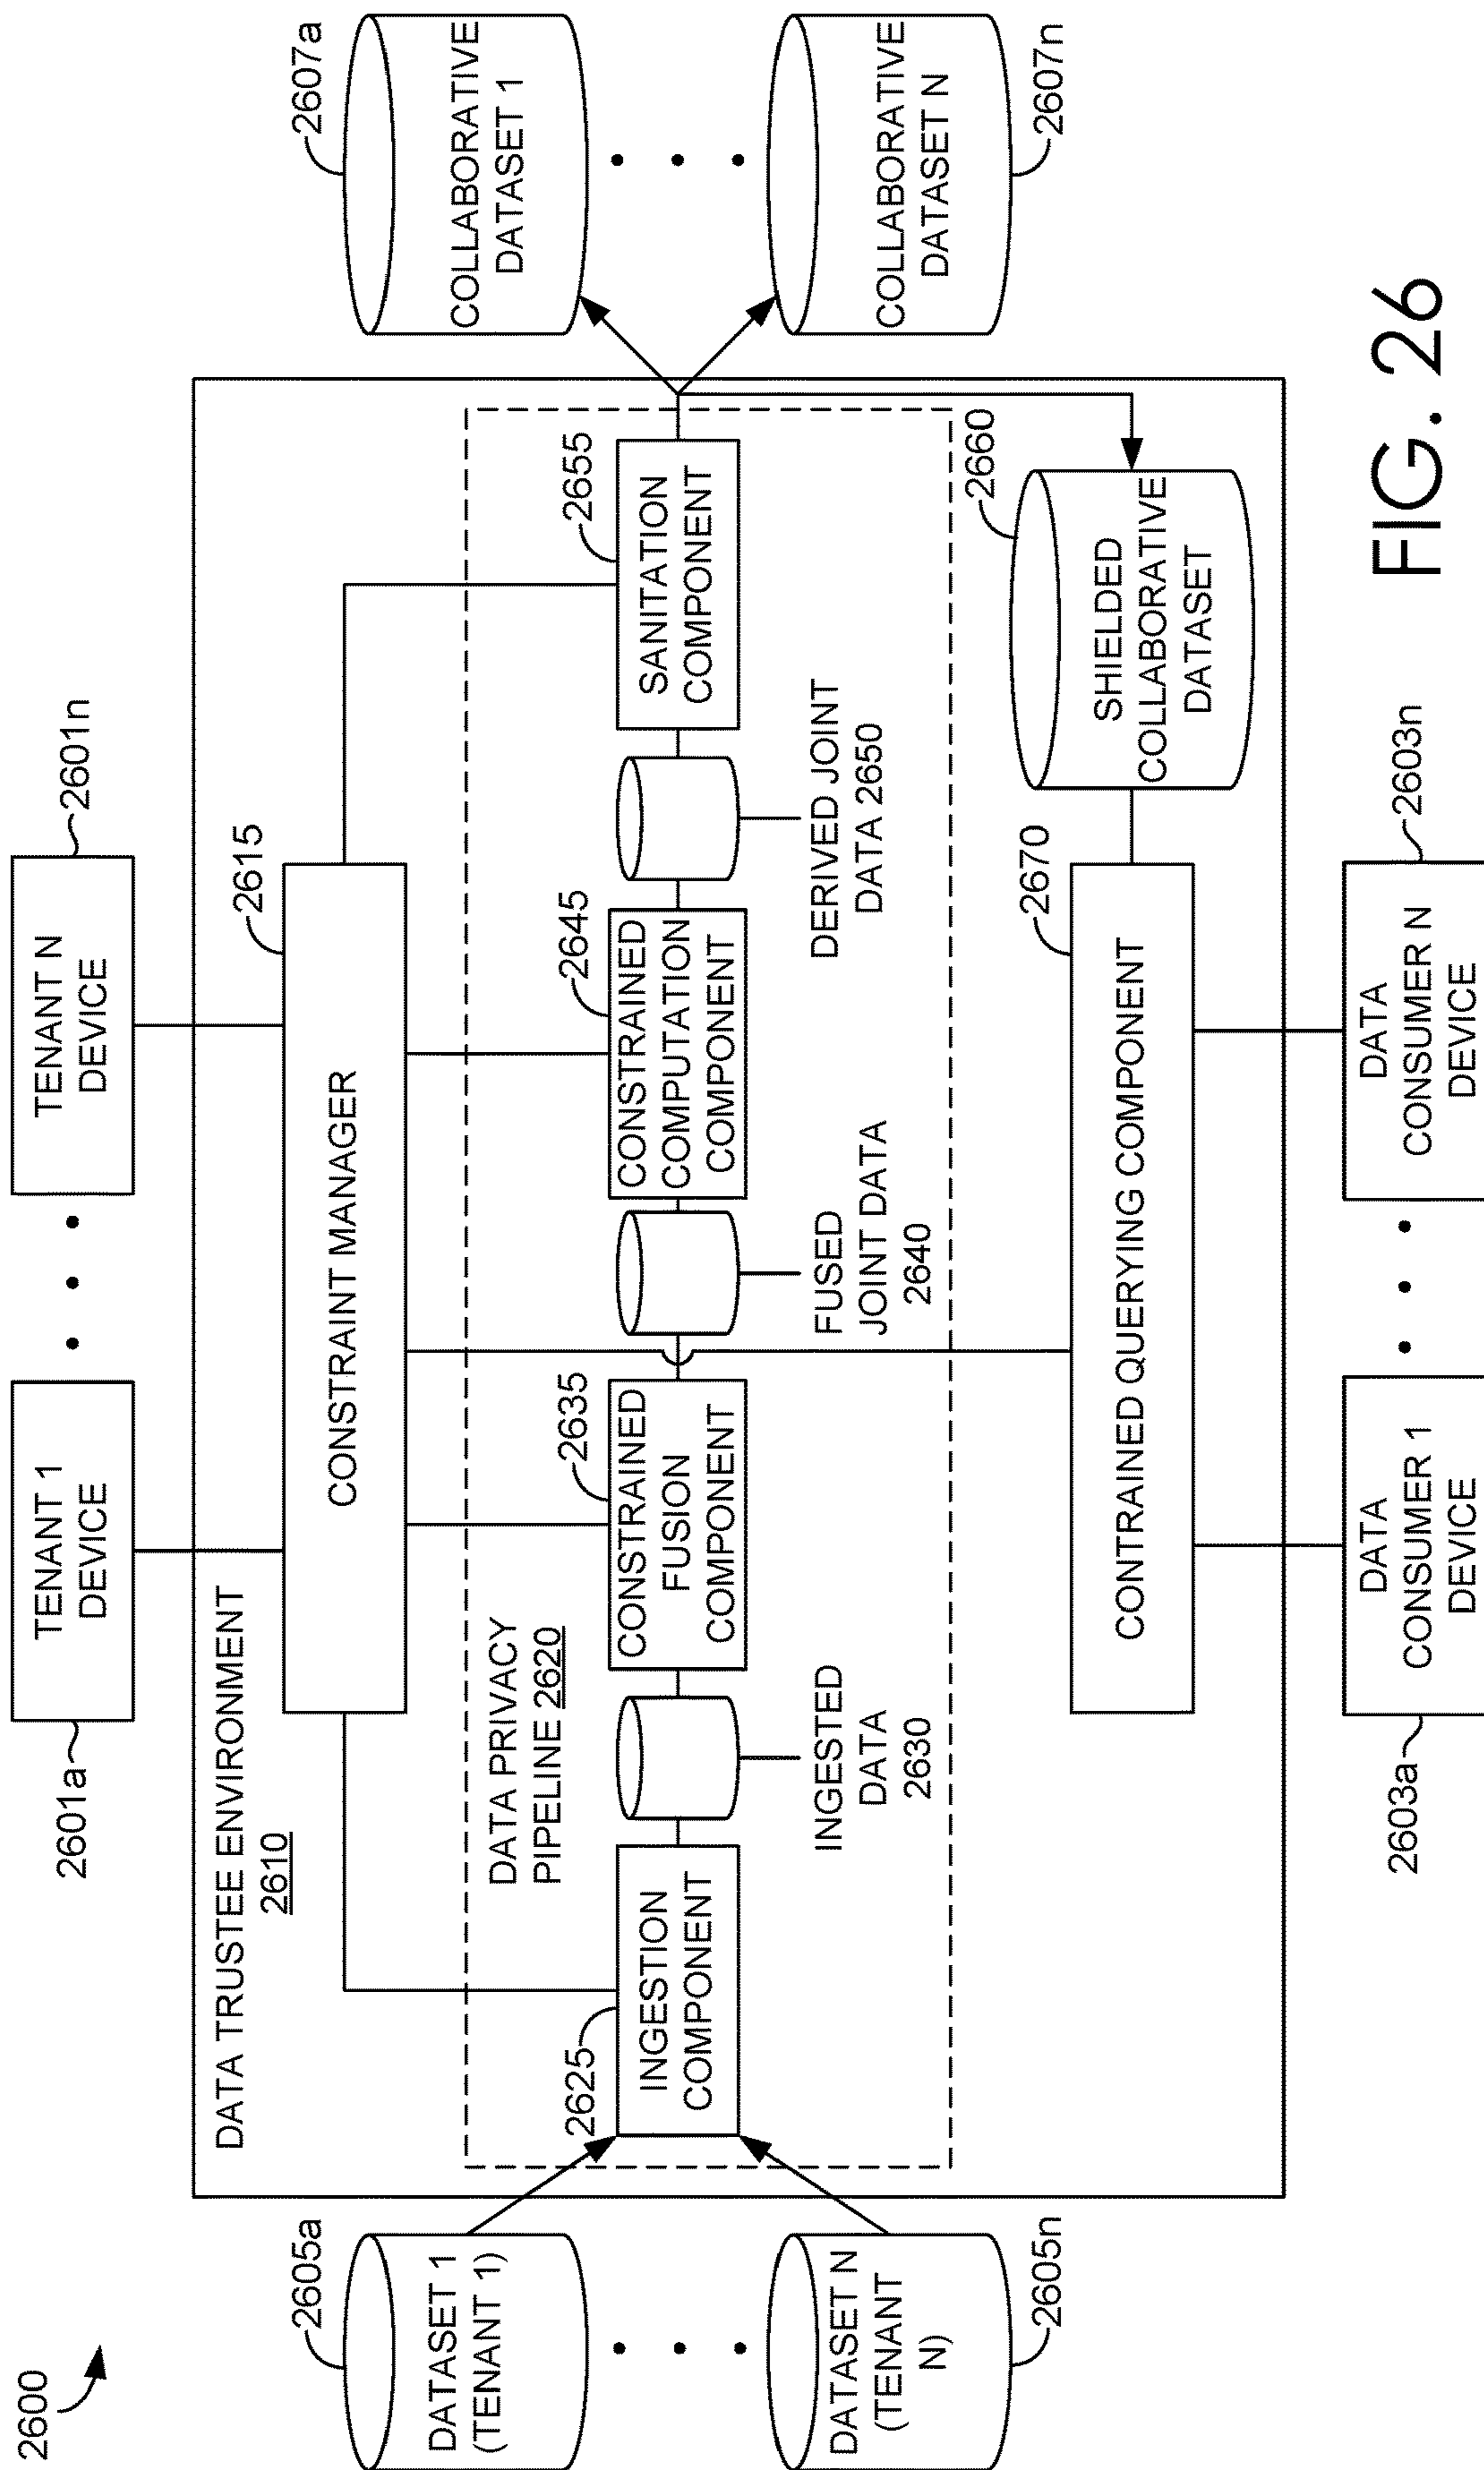 2600
TENANT 1
DEVICE
2601a
TENANT N
DEVICE
2601n
DATA TRUSTEE ENVIRONMENT
2610
CONSTRAINT MANAGER
2615
DATASET 1
(TENANT 1)
2605a
DATASET N
(TENANT
N)
2605n
DATA PRIVACY
PIPELINE 2620
INGESTION
COMPONENT
2625
INGESTED
DATA
2630
CONSTRAINED
FUSION
COMPONENT
2635
FUSED
JOINT DATA
2640
CONSTRAINED
COMPUTATION
COMPONENT
2645
DERIVED JOINT
DATA 2650
SANITATION
COMPONENT
2655
COLLABORATIVE
DATASET 1
2607a
COLLABORATIVE
DATASET N
2607n
SHIELDED
COLLABORATIVE
DATASET
2660
CONTRAINED QUERYING COMPONENT
2670
DATA
CONSUMER 1
DEVICE
2603a
DATA
CONSUMER N
DEVICE
2603n
FIG. 26